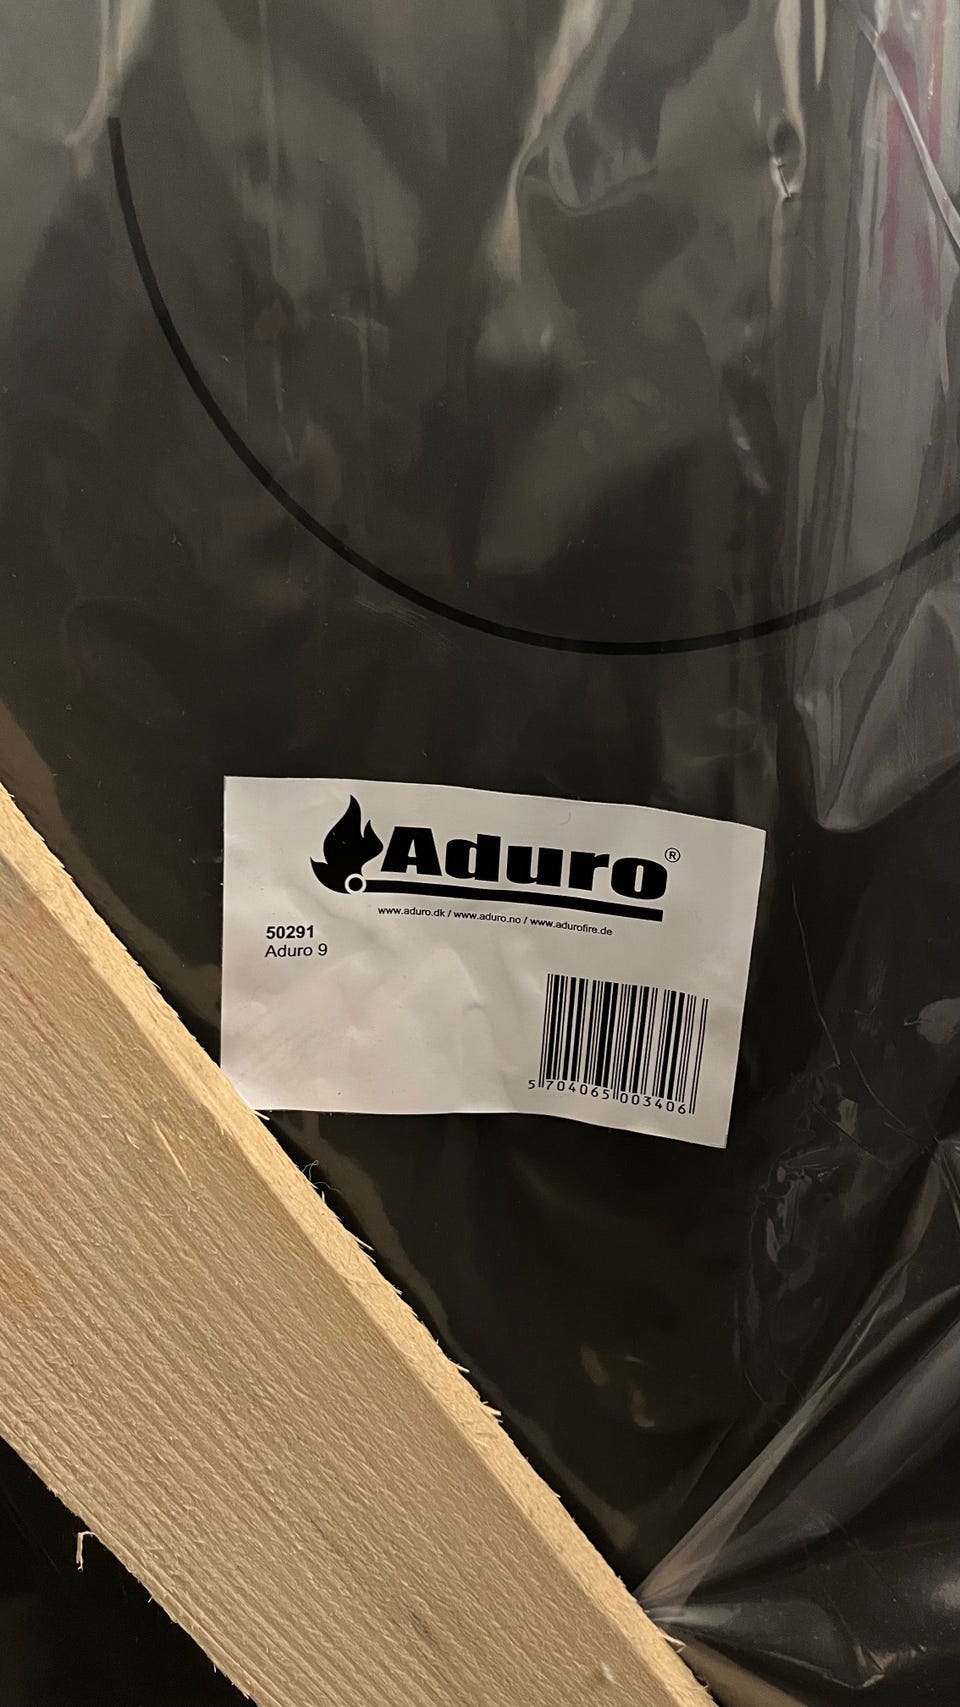 Aduro®
www.aduro.dk / www.aduro.no / www.adurofire.de
50291
Aduro 9
5 704065 003406